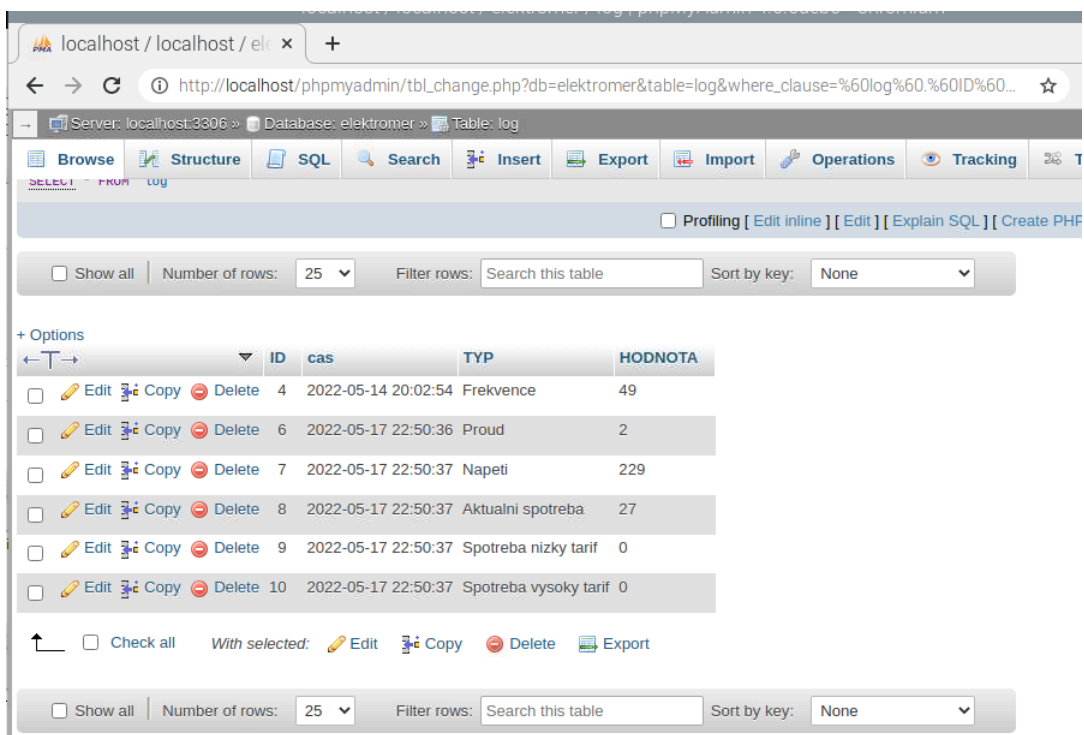 localhost / localhost / ele
http://localhost/phpmyadmin/tbl_change.php?db=elektromer&table=log&where_clause=%60log%60.%60ID%60...
Server: localhost:3306 » Database: elektromer » Table: log
Browse Structure SQL Search Insert Export Import Operations Tracking T
SELECT * FROM `log`
Profiling [ Edit inline ] [ Edit ] [ Explain SQL ] [ Create PHP
Show all Number of rows: 25 Filter rows: Search this table Sort by key: None
+ Options
←T→ ID cas TYP HODNOTA
Edit Copy Delete 4 2022-05-14 20:02:54 Frekvence 49
Edit Copy Delete 6 2022-05-17 22:50:36 Proud 2
Edit Copy Delete 7 2022-05-17 22:50:37 Napeti 229
Edit Copy Delete 8 2022-05-17 22:50:37 Aktualni spotreba 27
Edit Copy Delete 9 2022-05-17 22:50:37 Spotreba nizky tarif 0
Edit Copy Delete 10 2022-05-17 22:50:37 Spotreba vysoky tarif 0
Check all With selected: Edit Copy Delete Export
Show all Number of rows: 25 Filter rows: Search this table Sort by key: None